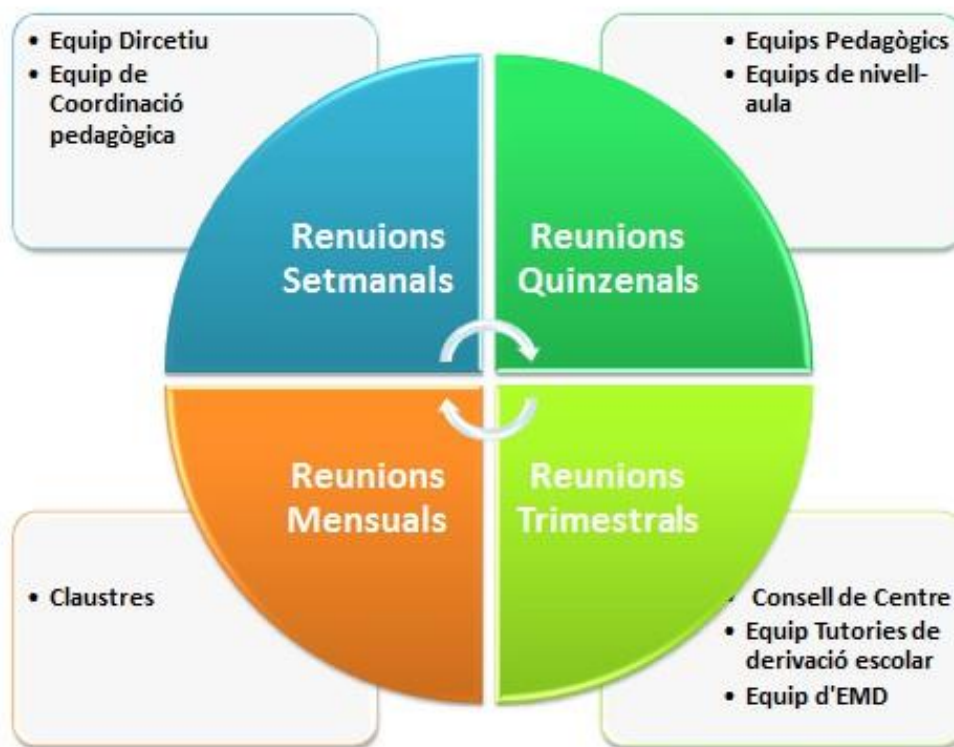 • Equip Dircetiu
• Equip de
Coordinació
pedagògica
• Equips Pedagògics
• Equips de nivell-
aula
Renuions
Setmanals
Reunions
Quinzenals
Reunions
Mensuals
Reunions
Trimestrals
• Claustres
• Consell de Centre
• Equip Tutories de
derivació escolar
• Equip d'EMD